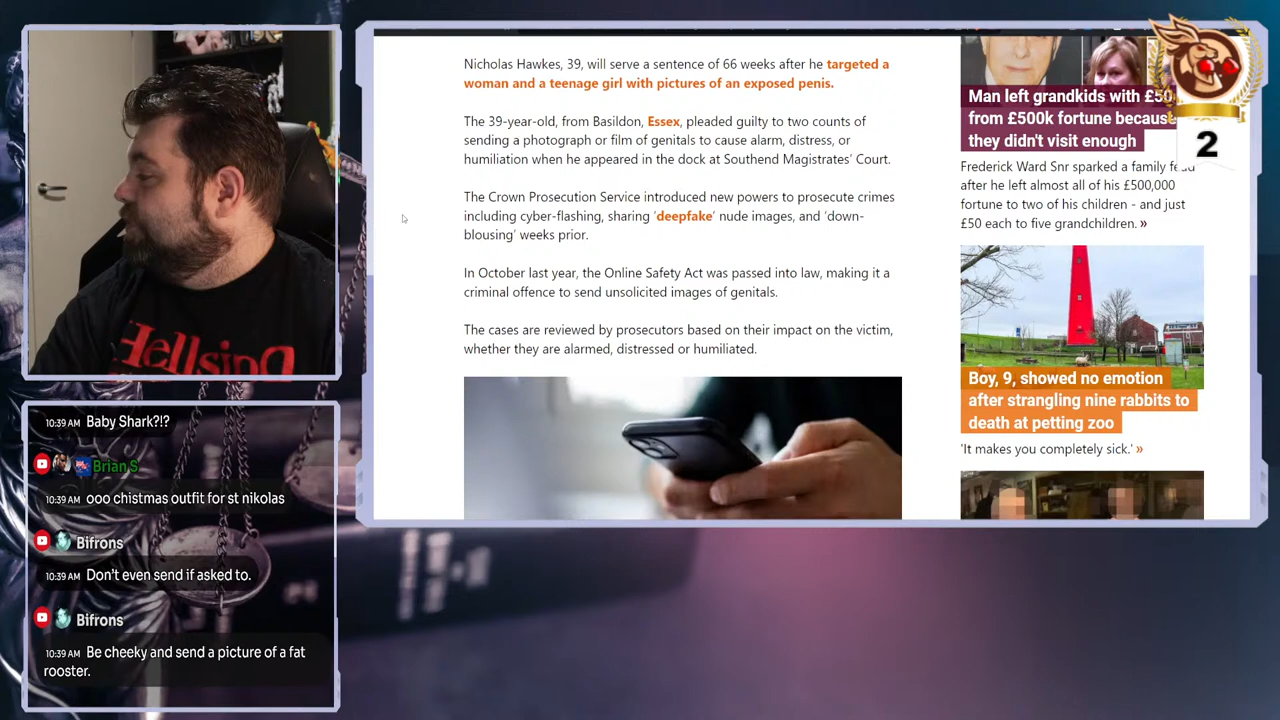 Hellsing
Baby Shark?!?
10:39 AM
Brian S
10:39 AM ooo chistmas outfit for st nikolas
Bifrons
10:39 AM Don't even send if asked to.
Bifrons
10:39 AM Be cheeky and send a picture of a fat
rooster.
Nicholas Hawkes, 39, will serve a sentence of 66 weeks after he targeted a
woman and a teenage girl with pictures of an exposed penis.
The 39-year-old, from Basildon, Essex, pleaded guilty to two counts of
sending a photograph or film of genitals to cause alarm, distress, or
humiliation when he appeared in the dock at Southend Magistrates' Court.
The Crown Prosecution Service introduced new powers to prosecute crimes
including cyber-flashing, sharing 'deepfake' nude images, and 'down-
blousing' weeks prior.
In October last year, the Online Safety Act was passed into law, making it a
criminal offence to send unsolicited images of genitals.
The cases are reviewed by prosecutors based on their impact on the victim,
whether they are alarmed, distressed or humiliated.
Man left grandkids with £50
from £500k fortune because
they didn't visit enough
Frederick Ward Snr sparked a family feud
after he left almost all of his £500,000
fortune to two of his children - and just
£50 each to five grandchildren. »
Boy, 9, showed no emotion
after strangling nine rabbits to
death at petting zoo
'It makes you completely sick.' »
2